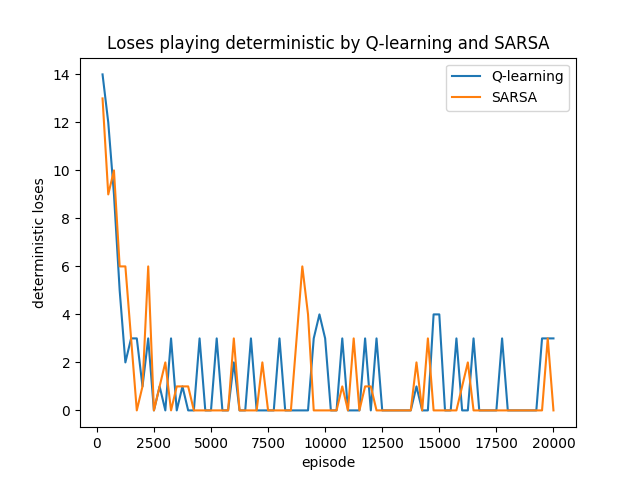 Loses playing deterministic by Q-learning and SARSA
Q-learning
SARSA
deterministic loses
14
12
10
8
6
4
2
0
0 2500 5000 7500 10000 12500 15000 17500 20000
episode